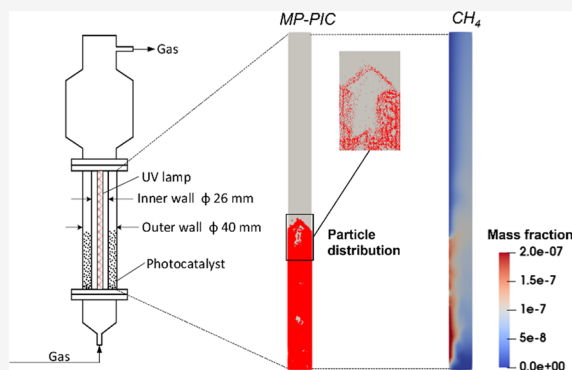 MP-PIC
CH4
Gas
UV lamp
Inner wall ϕ 26 mm
Outer wall ϕ 40 mm
Photocatalyst
Gas
Particle
distribution
Mass fraction
2.0e-07
1.5e-7
1e-7
5e-8
0.0e+00